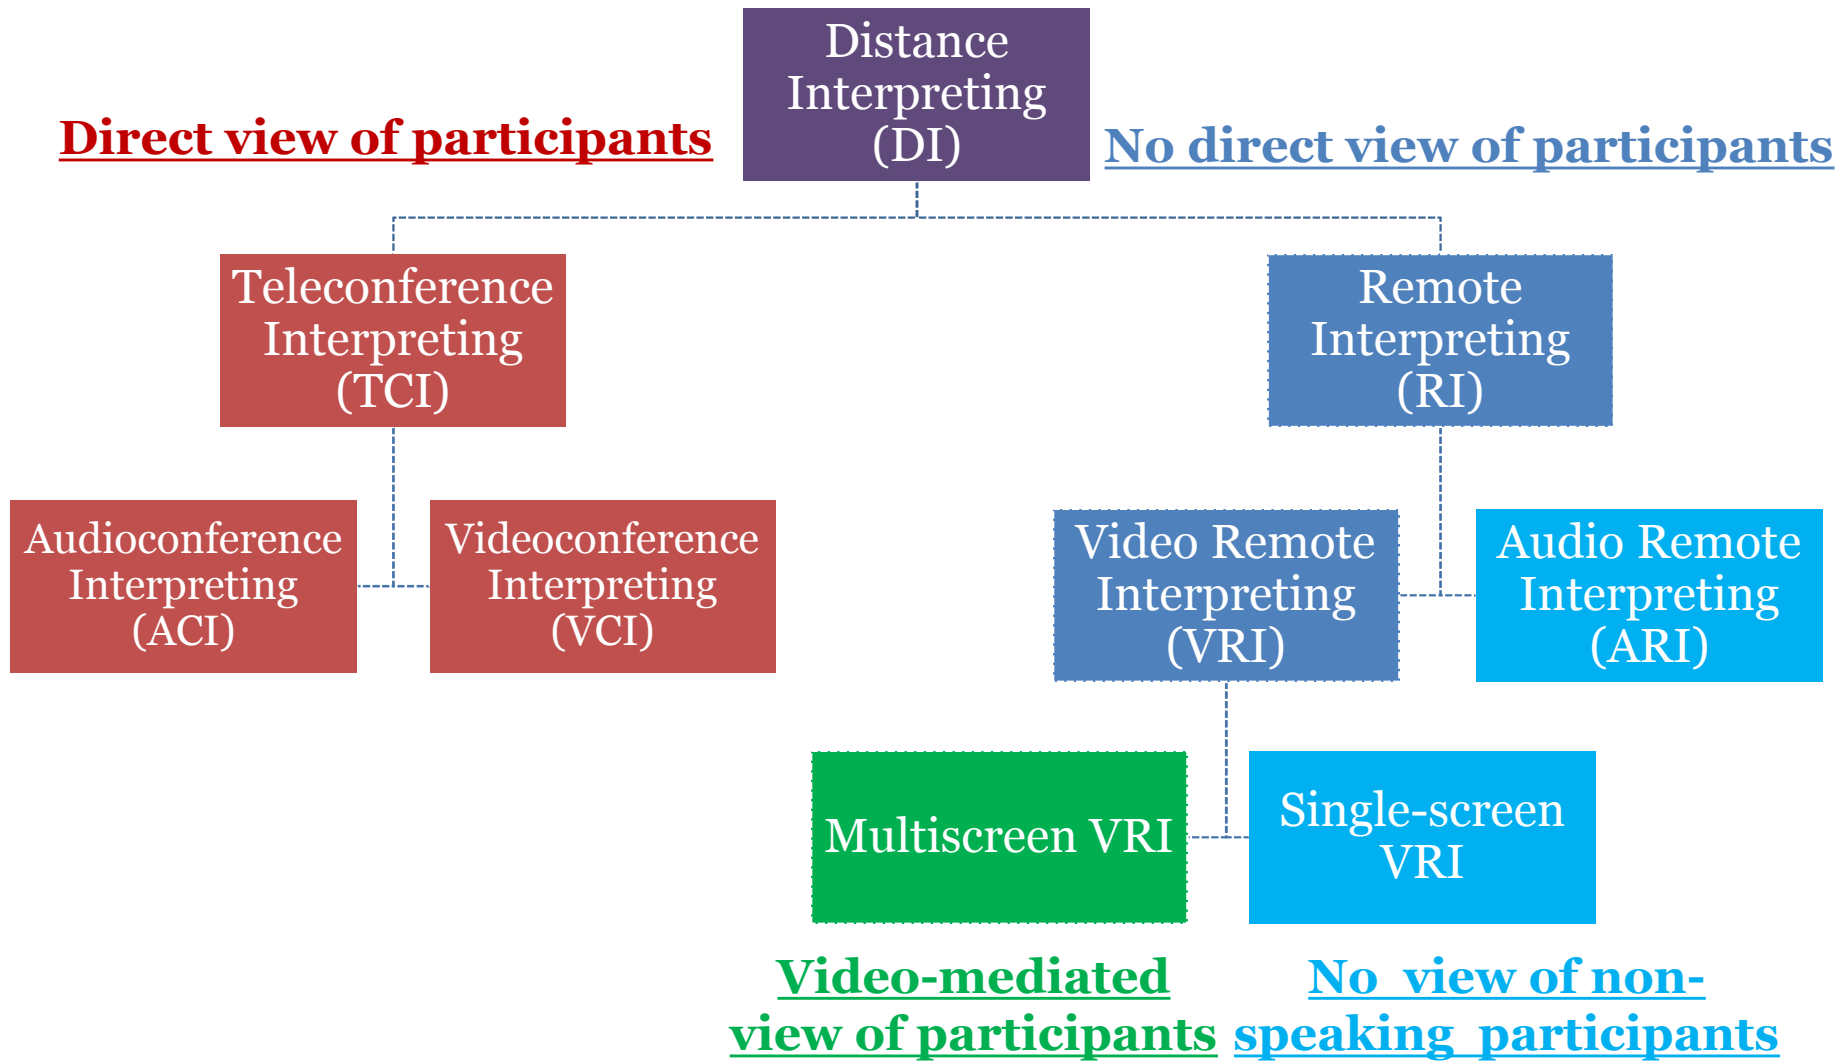 Distance
Interpreting
(DI)
Direct view of participants
No direct view of participants
Teleconference
Interpreting
(TCI)
Remote
Interpreting
(RI)
Audioconference
Interpreting
(ACI)
Videoconference
Interpreting
(VCI)
Video Remote
Interpreting
(VRI)
Audio Remote
Interpreting
(ARI)
Multiscreen VRI
Single-screen
VRI
Video-mediated
view of participants
No view of non-
speaking participants